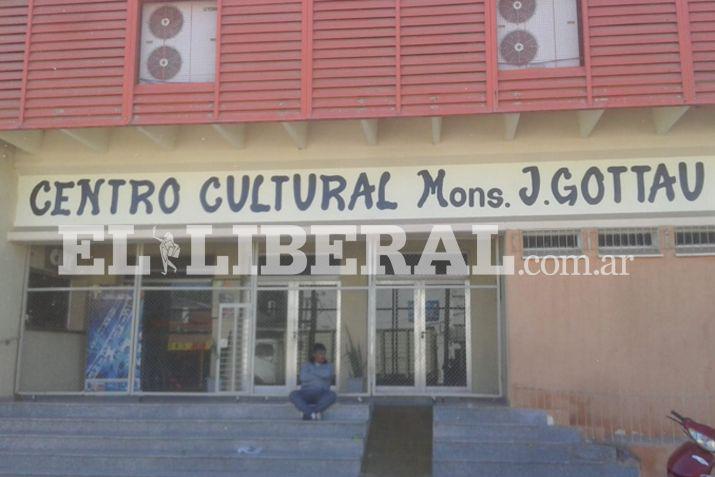 CENTRO CULTURAL Mons. J. GOTTAU
EL LIBERAL.com.ar